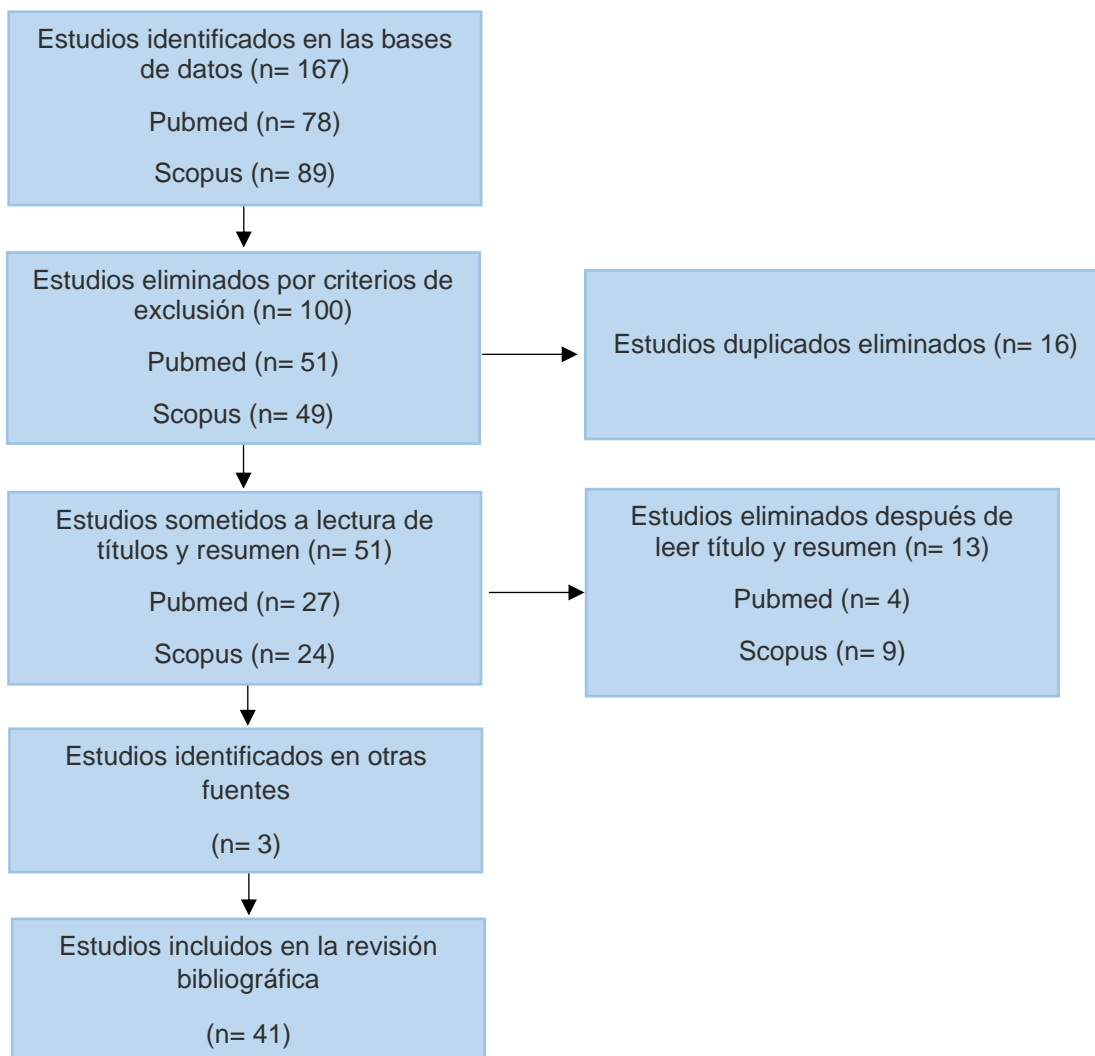 Estudios identificados en las bases
de datos (n= 167)
Pubmed (n= 78)
Scopus (n= 89)
Estudios eliminados por criterios de
exclusión (n= 100)
Pubmed (n= 51)
Scopus (n= 49)
Estudios duplicados eliminados (n= 16)
Estudios sometidos a lectura de
títulos y resumen (n= 51)
Pubmed (n= 27)
Scopus (n= 24)
Estudios eliminados después de
leer título y resumen (n= 13)
Pubmed (n= 4)
Scopus (n= 9)
Estudios identificados en otras
fuentes
(n= 3)
Estudios incluidos en la revisión
bibliográfica
(n= 41)